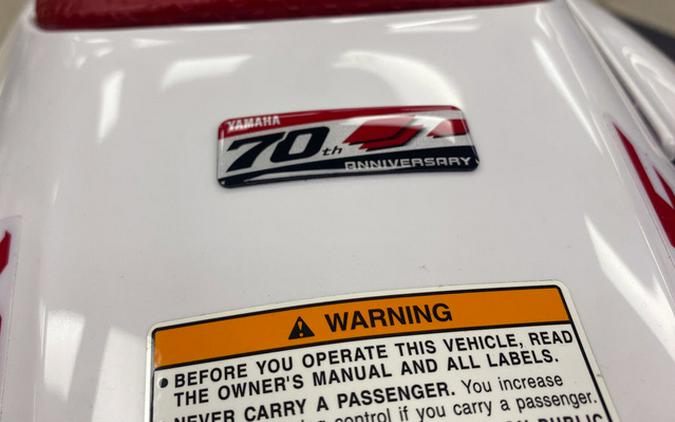 YAMAHA
70th
ANNIVERSARY
WARNING
• BEFORE YOU OPERATE THIS VEHICLE, READ
THE OWNER'S MANUAL AND ALL LABELS.
NEVER CARRY A PASSENGER. You increase
control if you carry a passenger.
PUBLIC